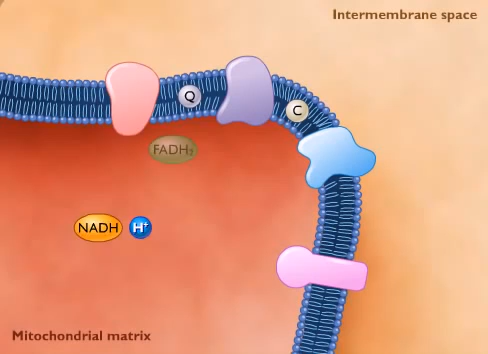 Intermembrane space
Q
C
FADH₂
NADH H⁺
Mitochondrial matrix